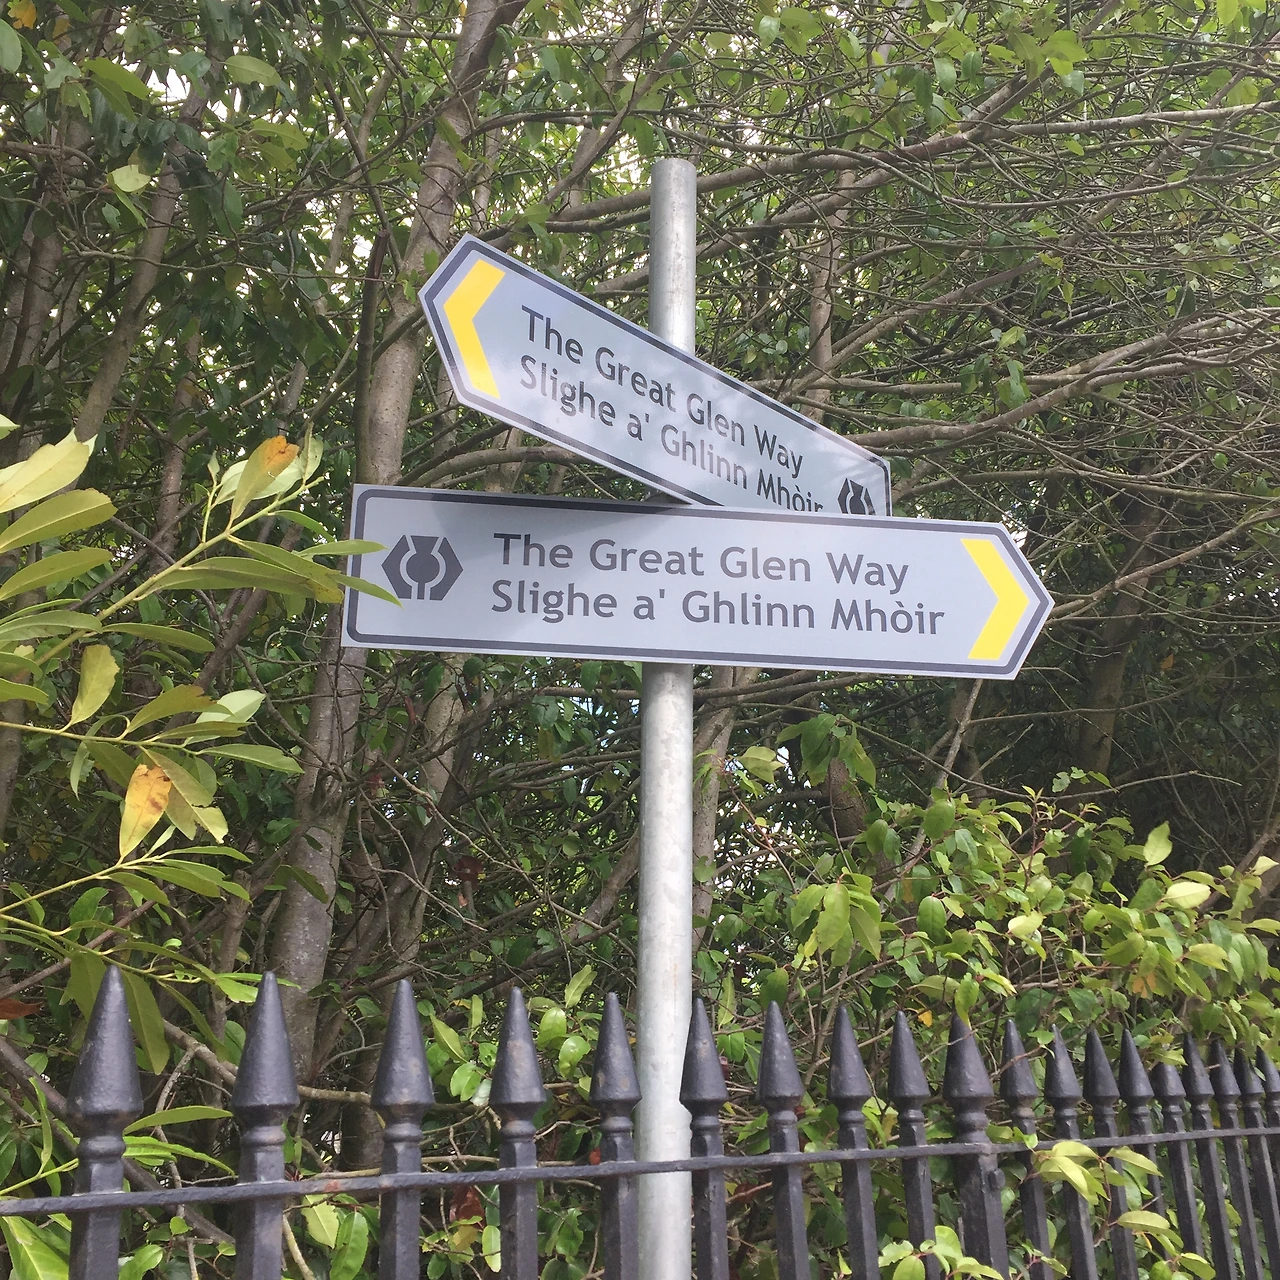 The Great Glen Way
Slighe a' Ghlinn Mhòir
The Great Glen Way
Slighe a' Ghlinn Mhòir